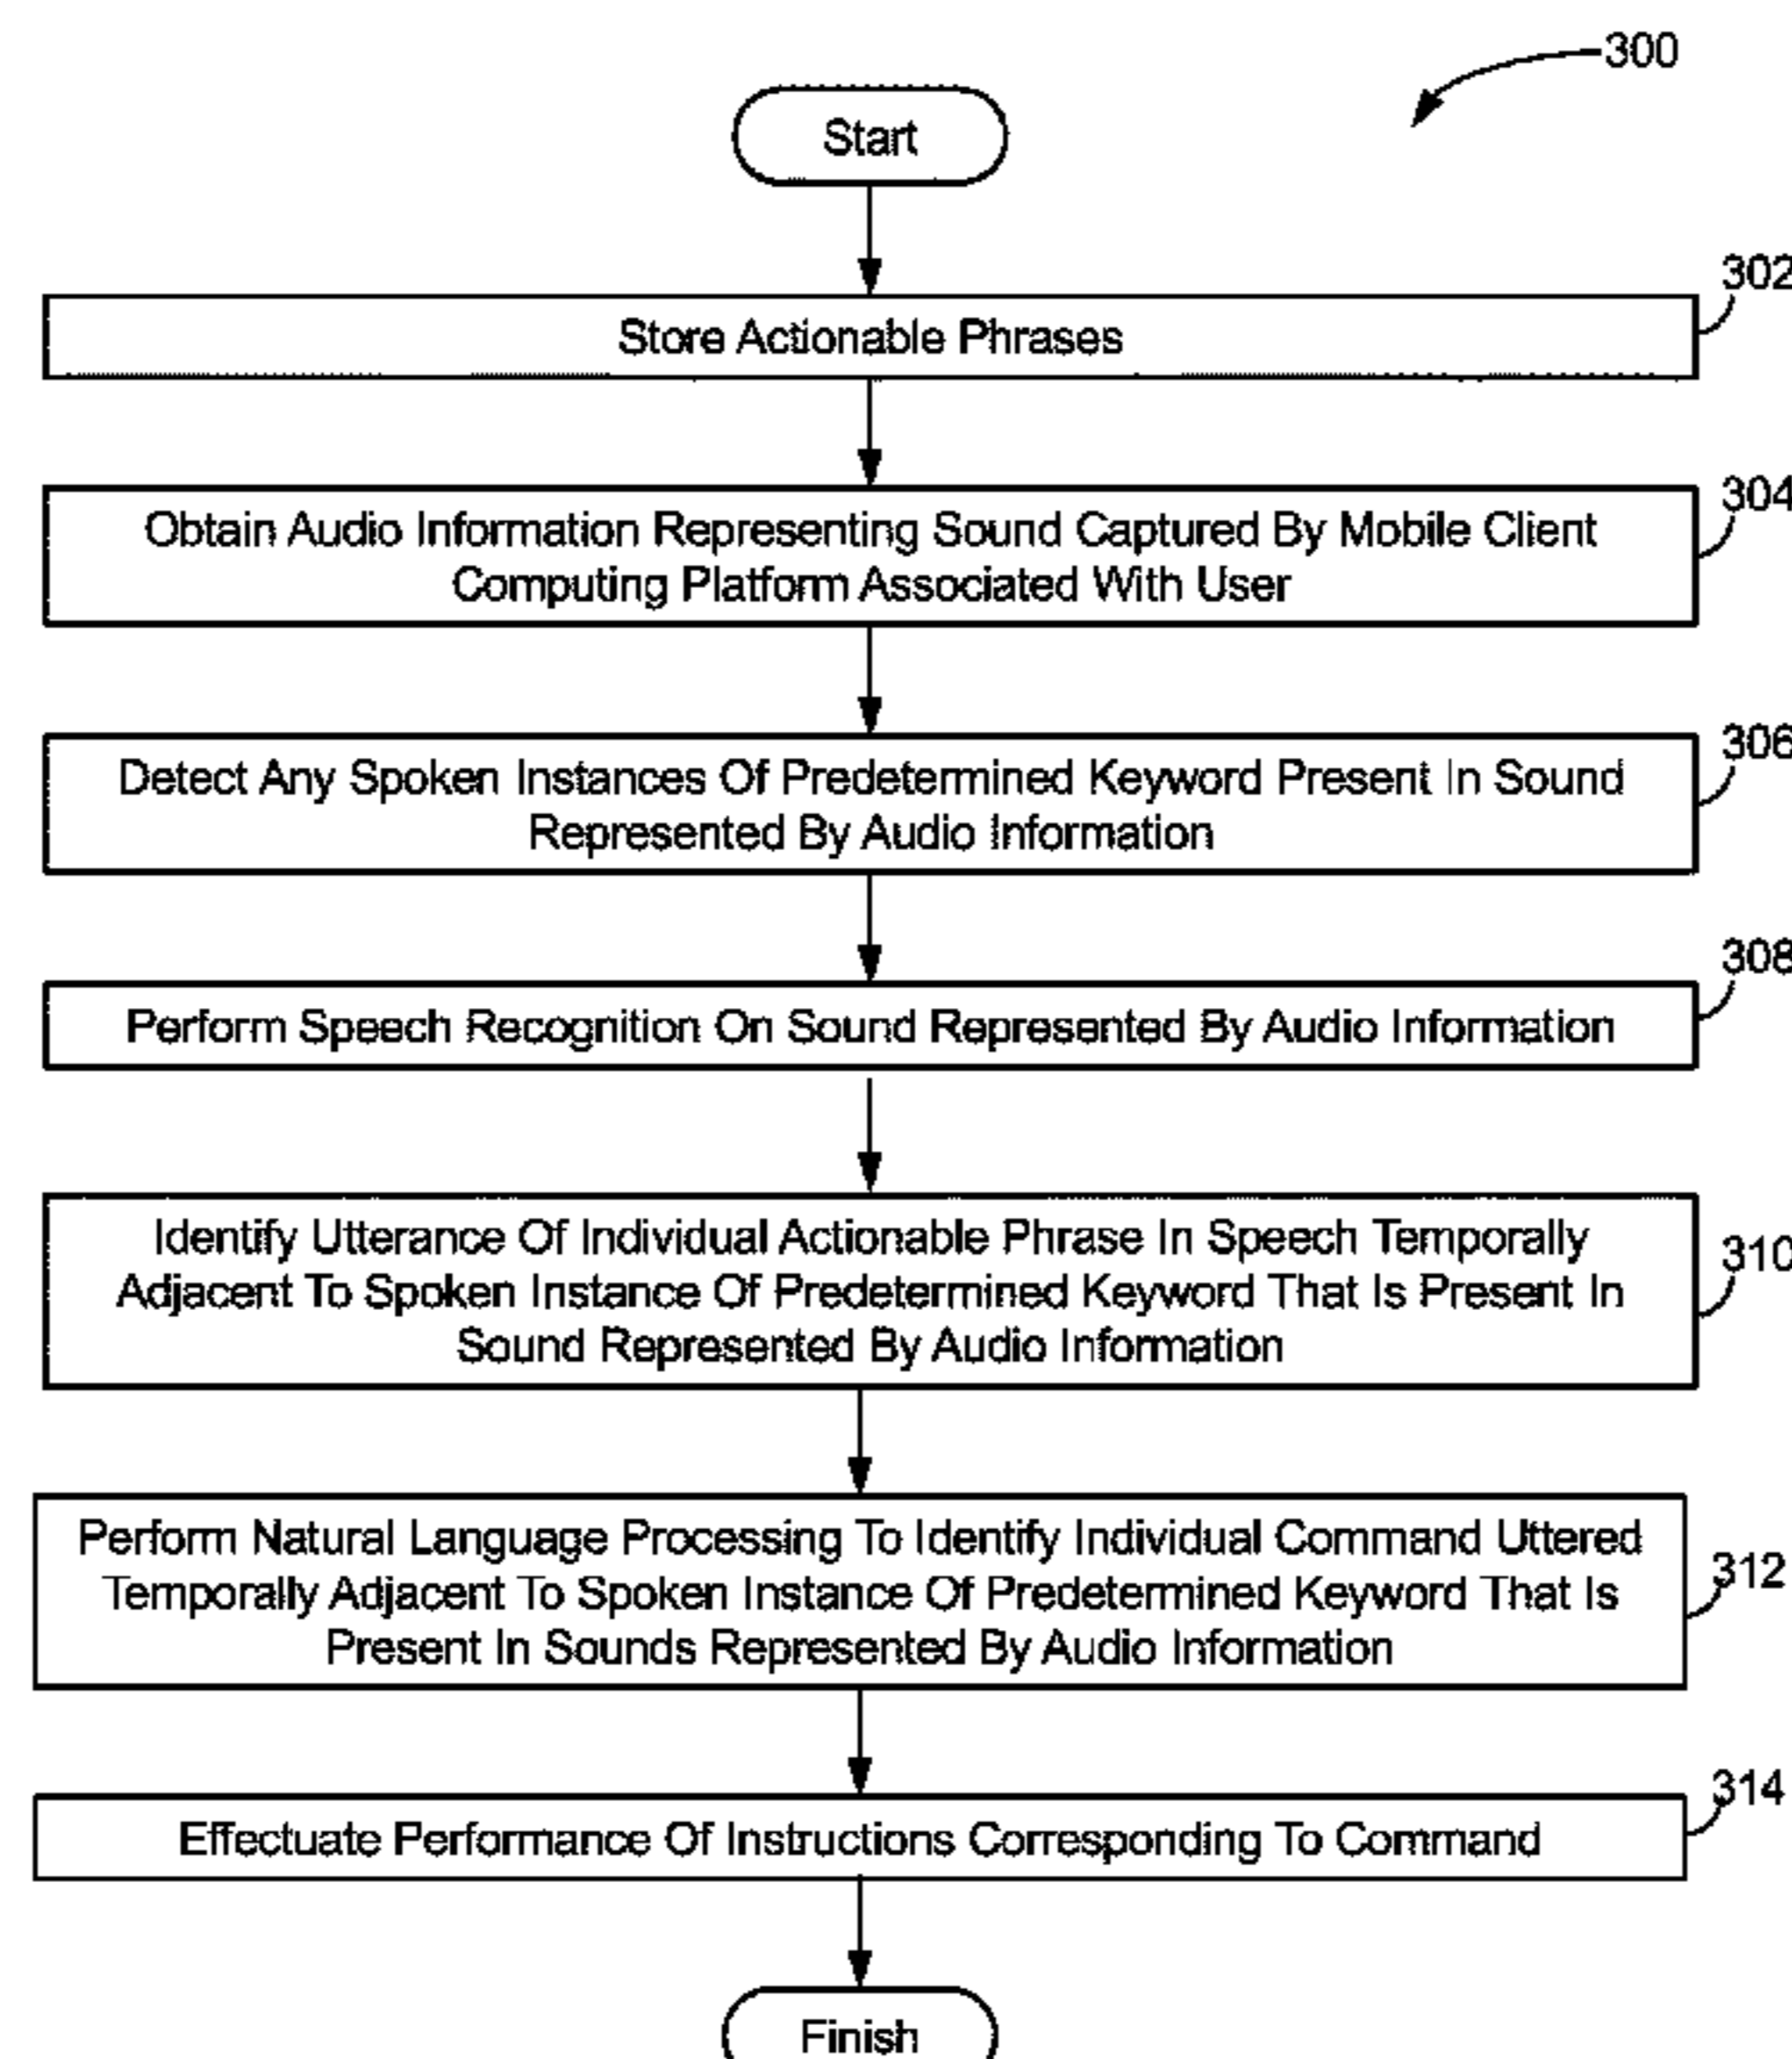 300
Start
302
Store Actionable Phrases
304
Obtain Audio Information Representing Sound Captured By Mobile Client
Computing Platform Associated With User
306
Detect Any Spoken Instances Of Predetermined Keyword Present In Sound
Represented By Audio Information
308
Perform Speech Recognition On Sound Represented By Audio Information
310
Identify Utterance Of Individual Actionable Phrase In Speech Temporally
Adjacent To Spoken Instance Of Predetermined Keyword That Is Present In
Sound Represented By Audio Information
312
Perform Natural Language Processing To Identify Individual Command Uttered
Temporally Adjacent To Spoken Instance Of Predetermined Keyword That Is
Present In Sounds Represented By Audio Information
314
Effectuate Performance Of Instructions Corresponding To Command
Finish